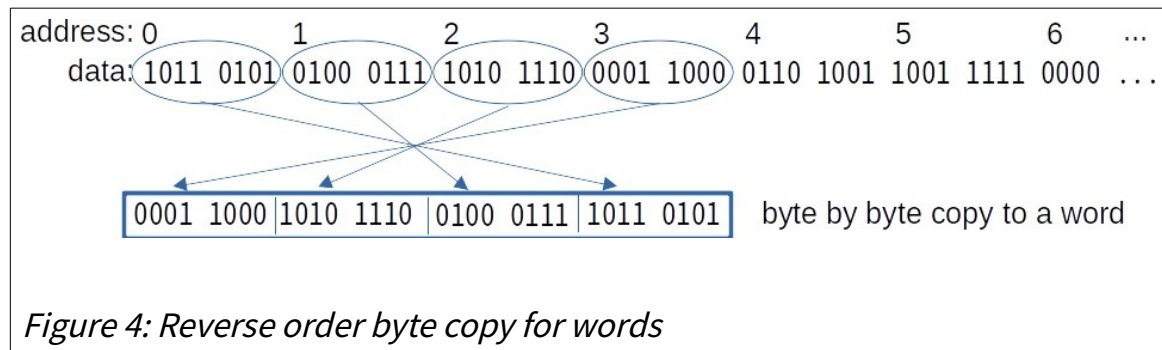 address: 0 1 2 3 4 5 6 ...
data: 1011 0101 0100 0111 1010 1110 0001 1000 0110 1001 1001 1111 0000 ...
0001 1000 1010 1110 0100 0111 1011 0101 byte by byte copy to a word
Figure 4: Reverse order byte copy for words